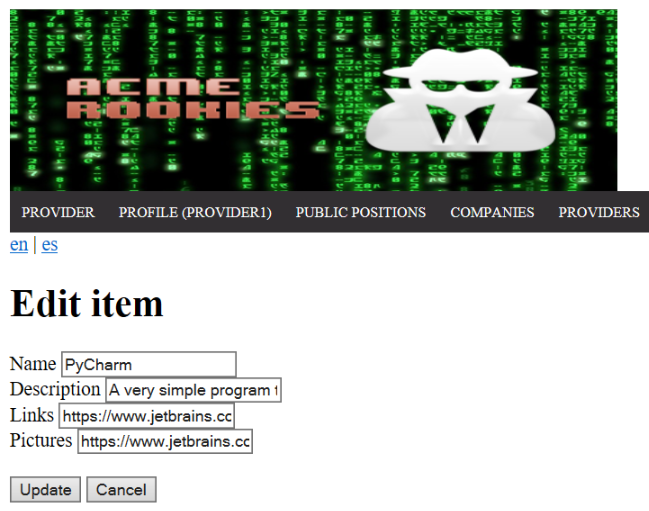 ACME
ROOKIES
PROVIDER PROFILE (PROVIDER1) PUBLIC POSITIONS COMPANIES PROVIDERS
en | es
Edit item
Name PyCharm
Description A very simple program
Links https://www.jetbrains.cc
Pictures https://www.jetbrains.cc
Update Cancel